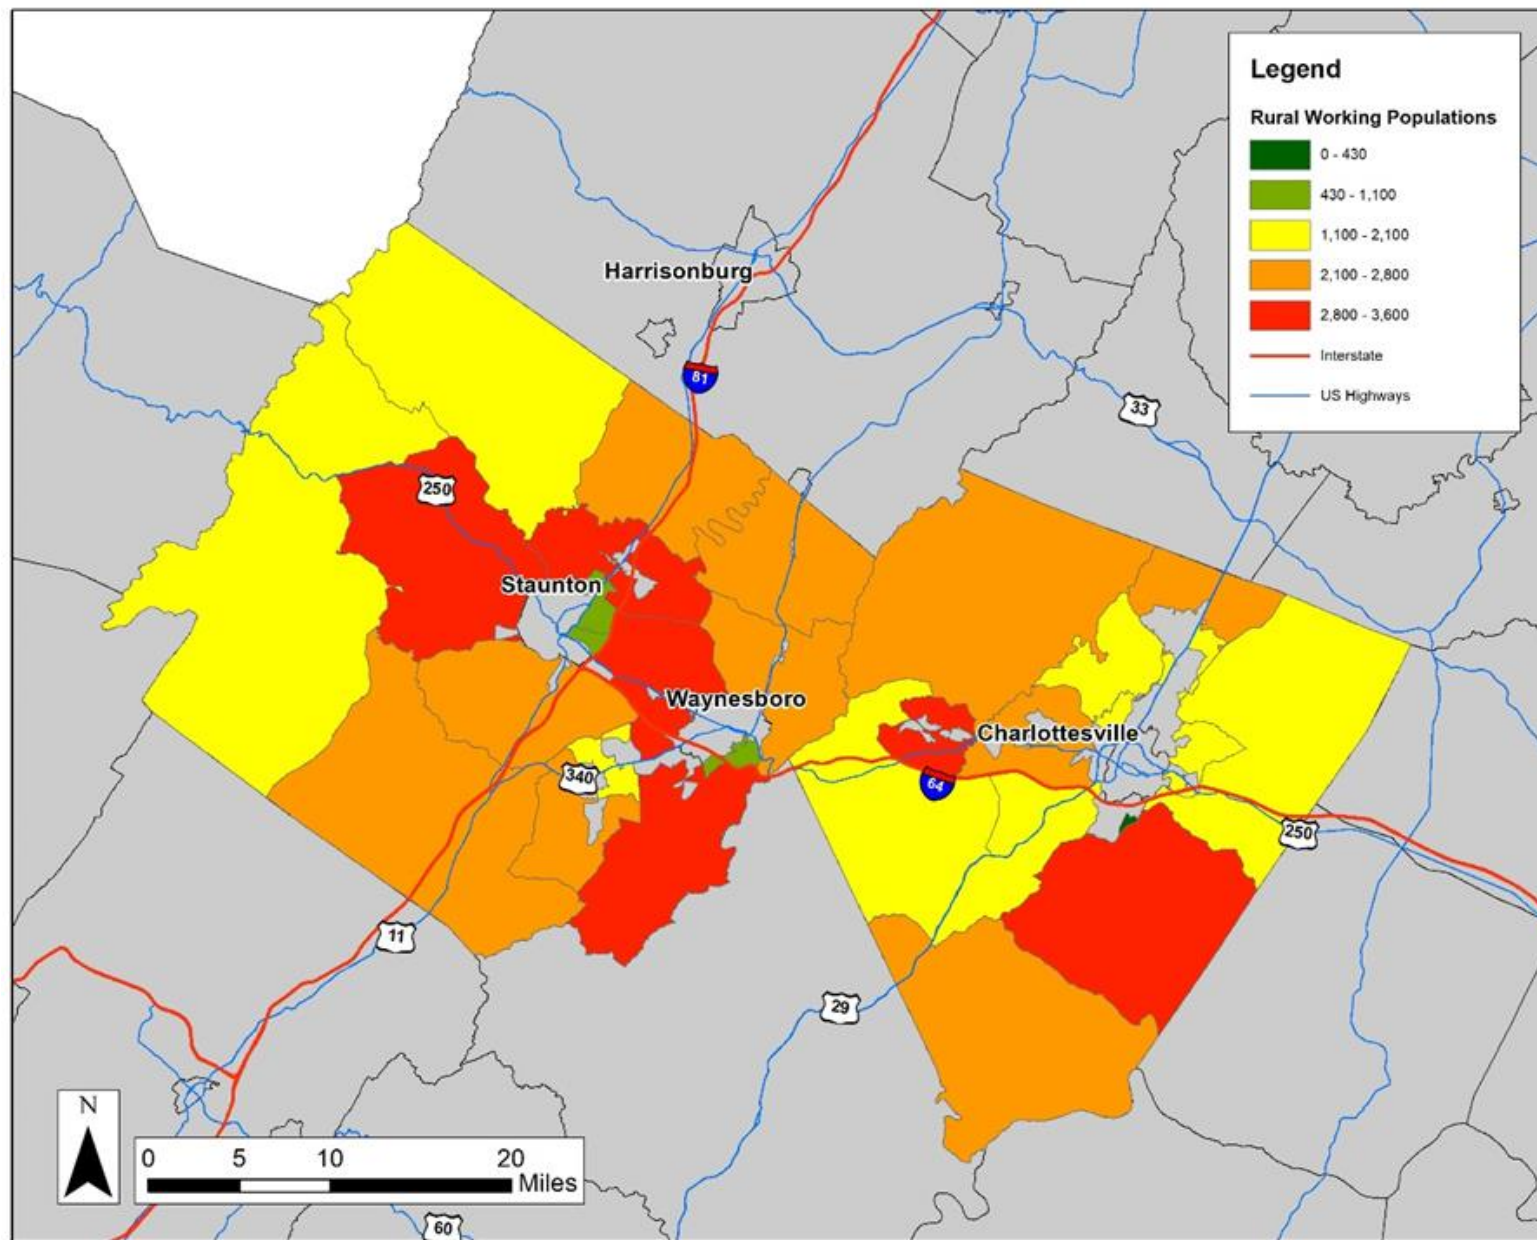 Legend
Rural Working Populations
0 - 430
430 - 1,100
1,100 - 2,100
2,100 - 2,800
2,800 - 3,600
Interstate
US Highways
Harrisonburg
81
33
250
Staunton
Waynesboro
Charlottesville
340
64
250
11
29
N
0 5 10 20
Miles
60